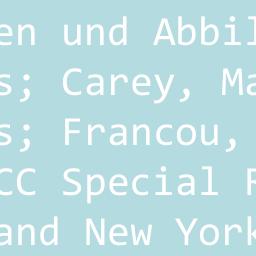 en und Abbil
s; Carey, Ma
s; Francou,
CC Special R
and New York